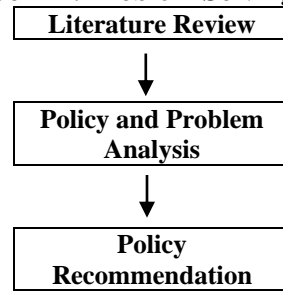 Literature Review
Policy and Problem
Analysis
Policy
Recommendation